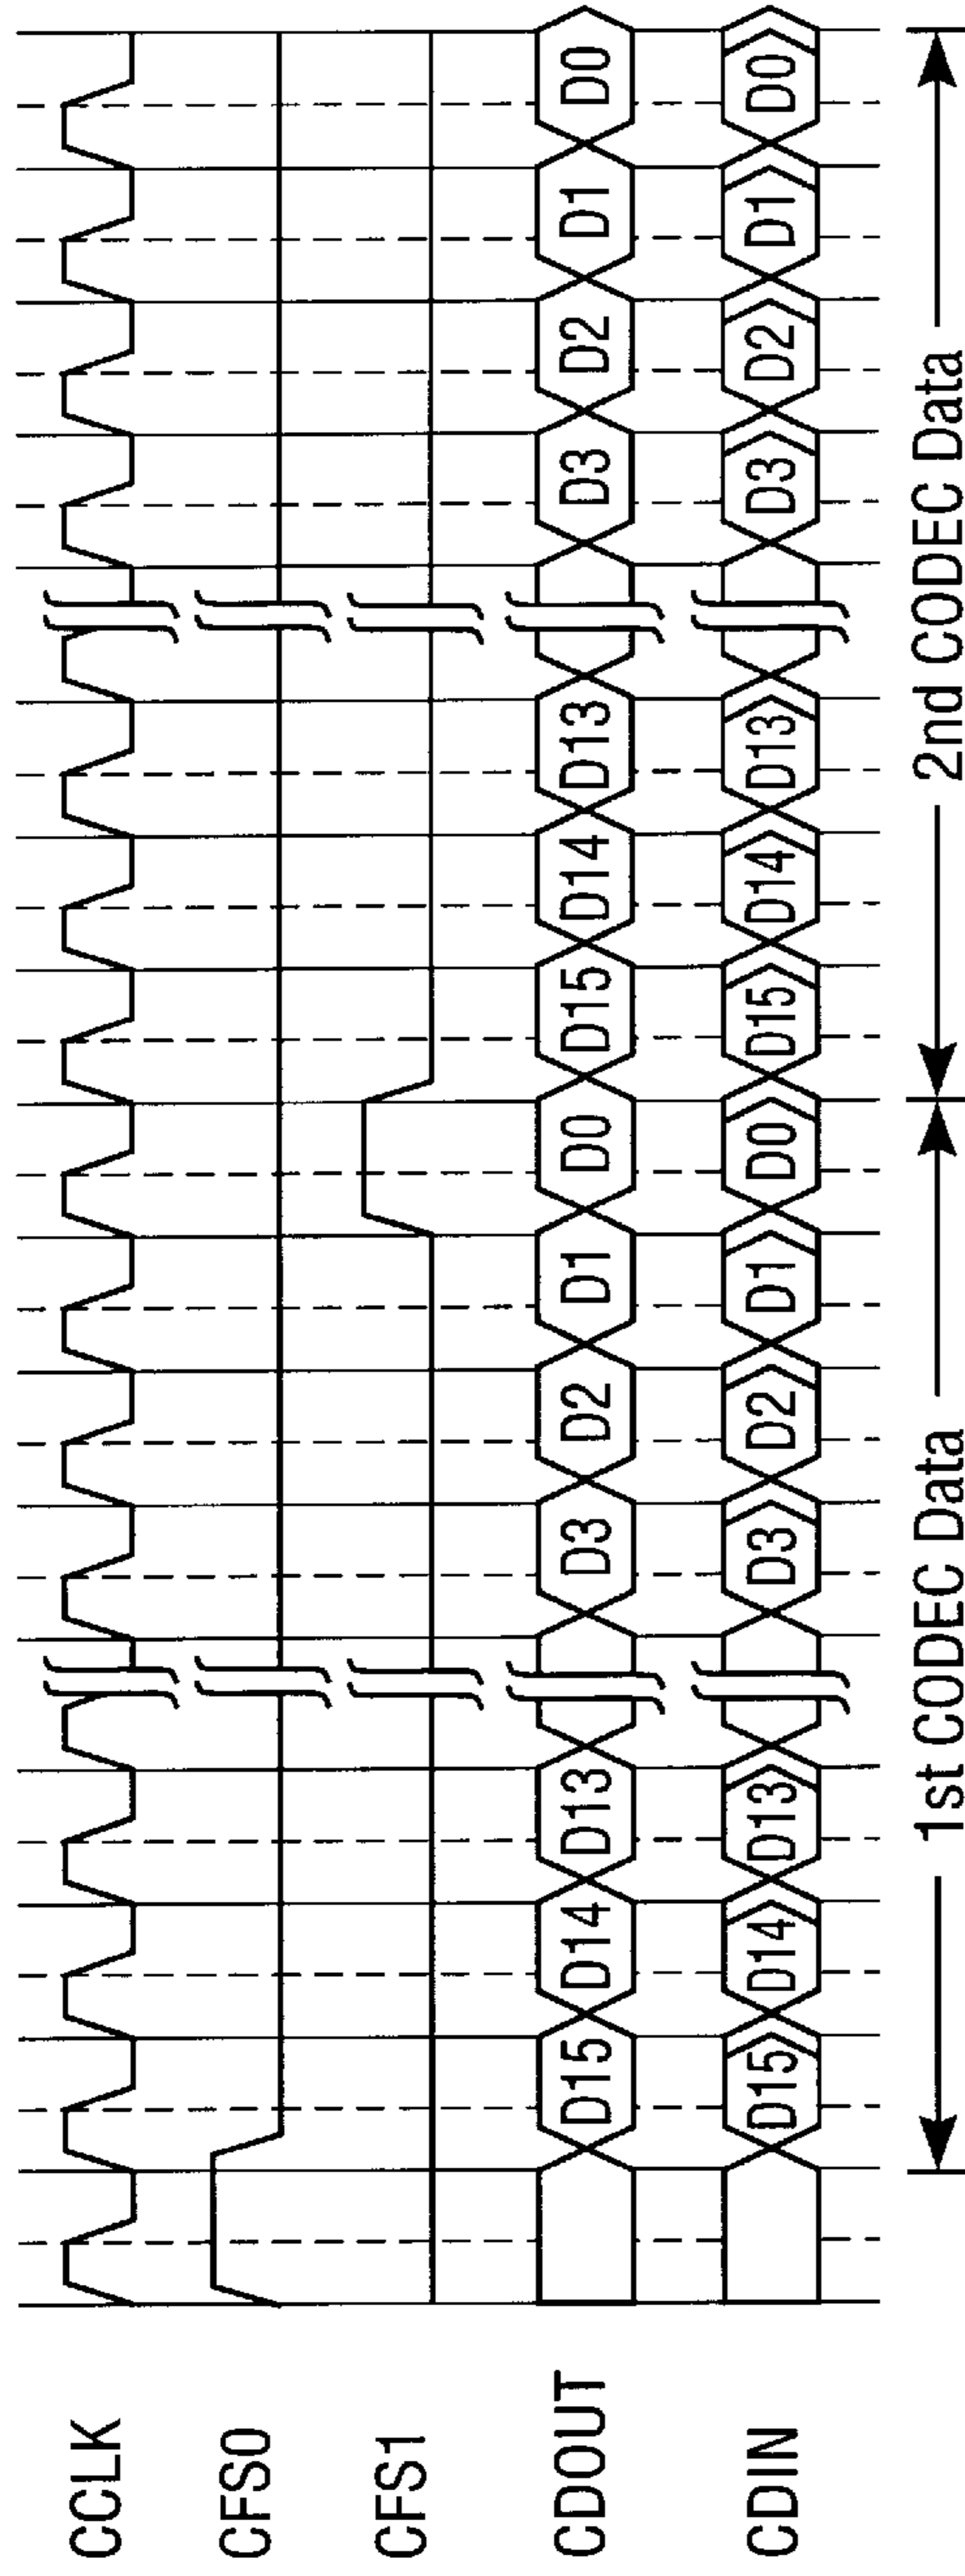 CCLK
CFS0
CFS1
CDOUT D15 D14 D13 D3 D2 D1 D0 D15 D14 D13 D3 D2 D1 D0
CDIN D15 D14 D13 D3 D2 D1 D0 D15 D14 D13 D3 D2 D1 D0
1st CODEC Data 2nd CODEC Data